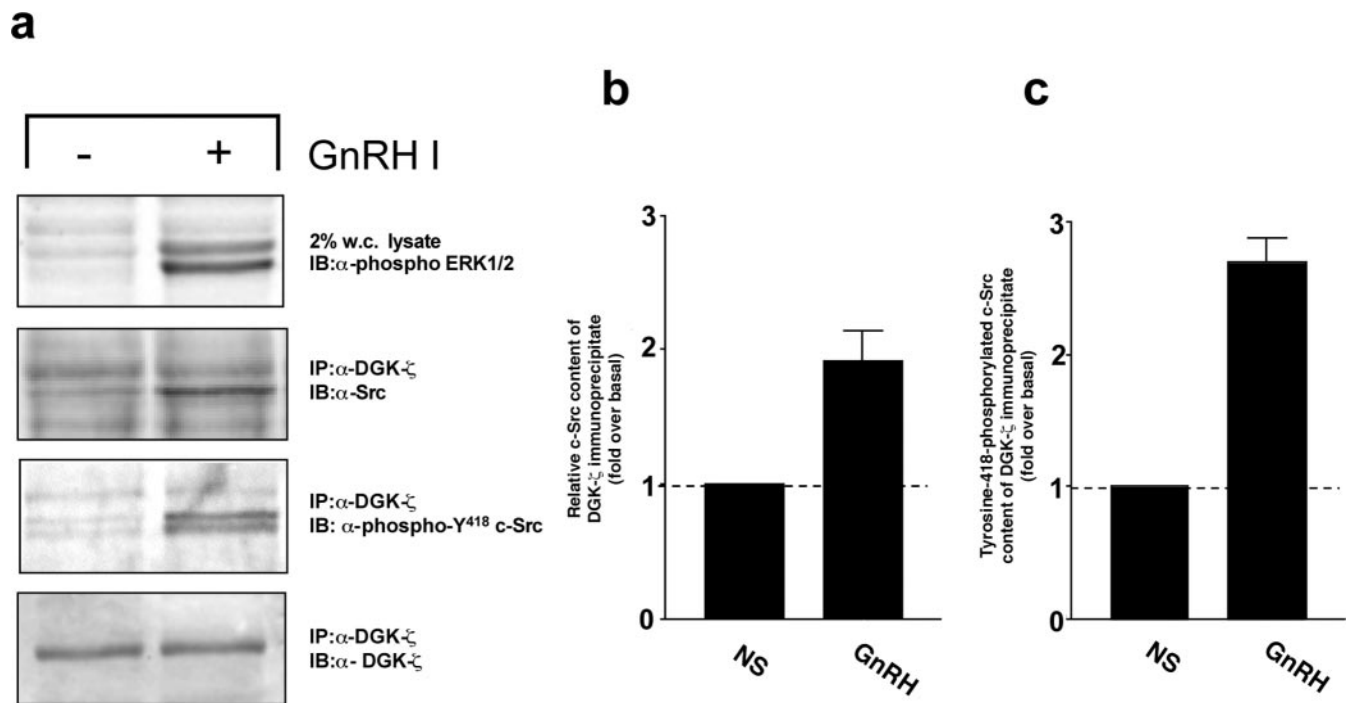 a
- + GnRH I
2% w.c. lysate
IB:α-phospho ERK1/2
IP:α-DGK-ζ
IB:α-Src
IP:α-DGK-ζ
IB: α-phospho-Y⁴¹⁸ c-Src
IP:α-DGK-ζ
IB:α- DGK-ζ
b
Relative c-Src content of
DGK-ζ immunoprecipitate
(fold over basal)
3
2
1
0
NS
GnRH
c
Tyrosine-418-phosphorylated c-Src
content of DGK-ζ immunoprecipitate
(fold over basal)
3
2
1
0
NS
GnRH